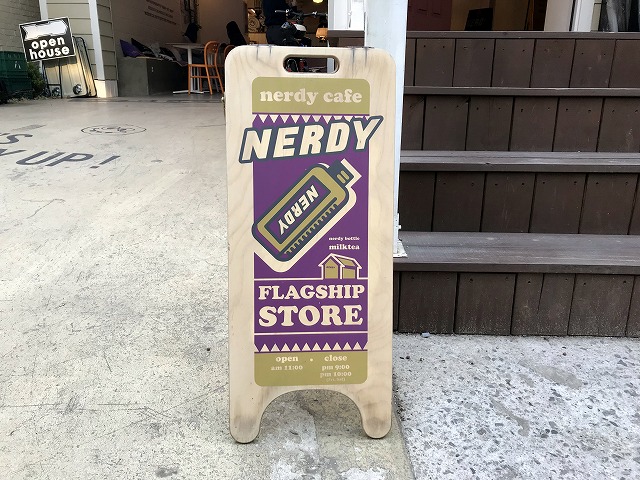 open
house
nerdy cafe
NERDY
NERDY
nerdy bottle
milktea
FLAGSHIP
STORE
open • close
am 11:00 pm 9:00
pm 10:00
UP!